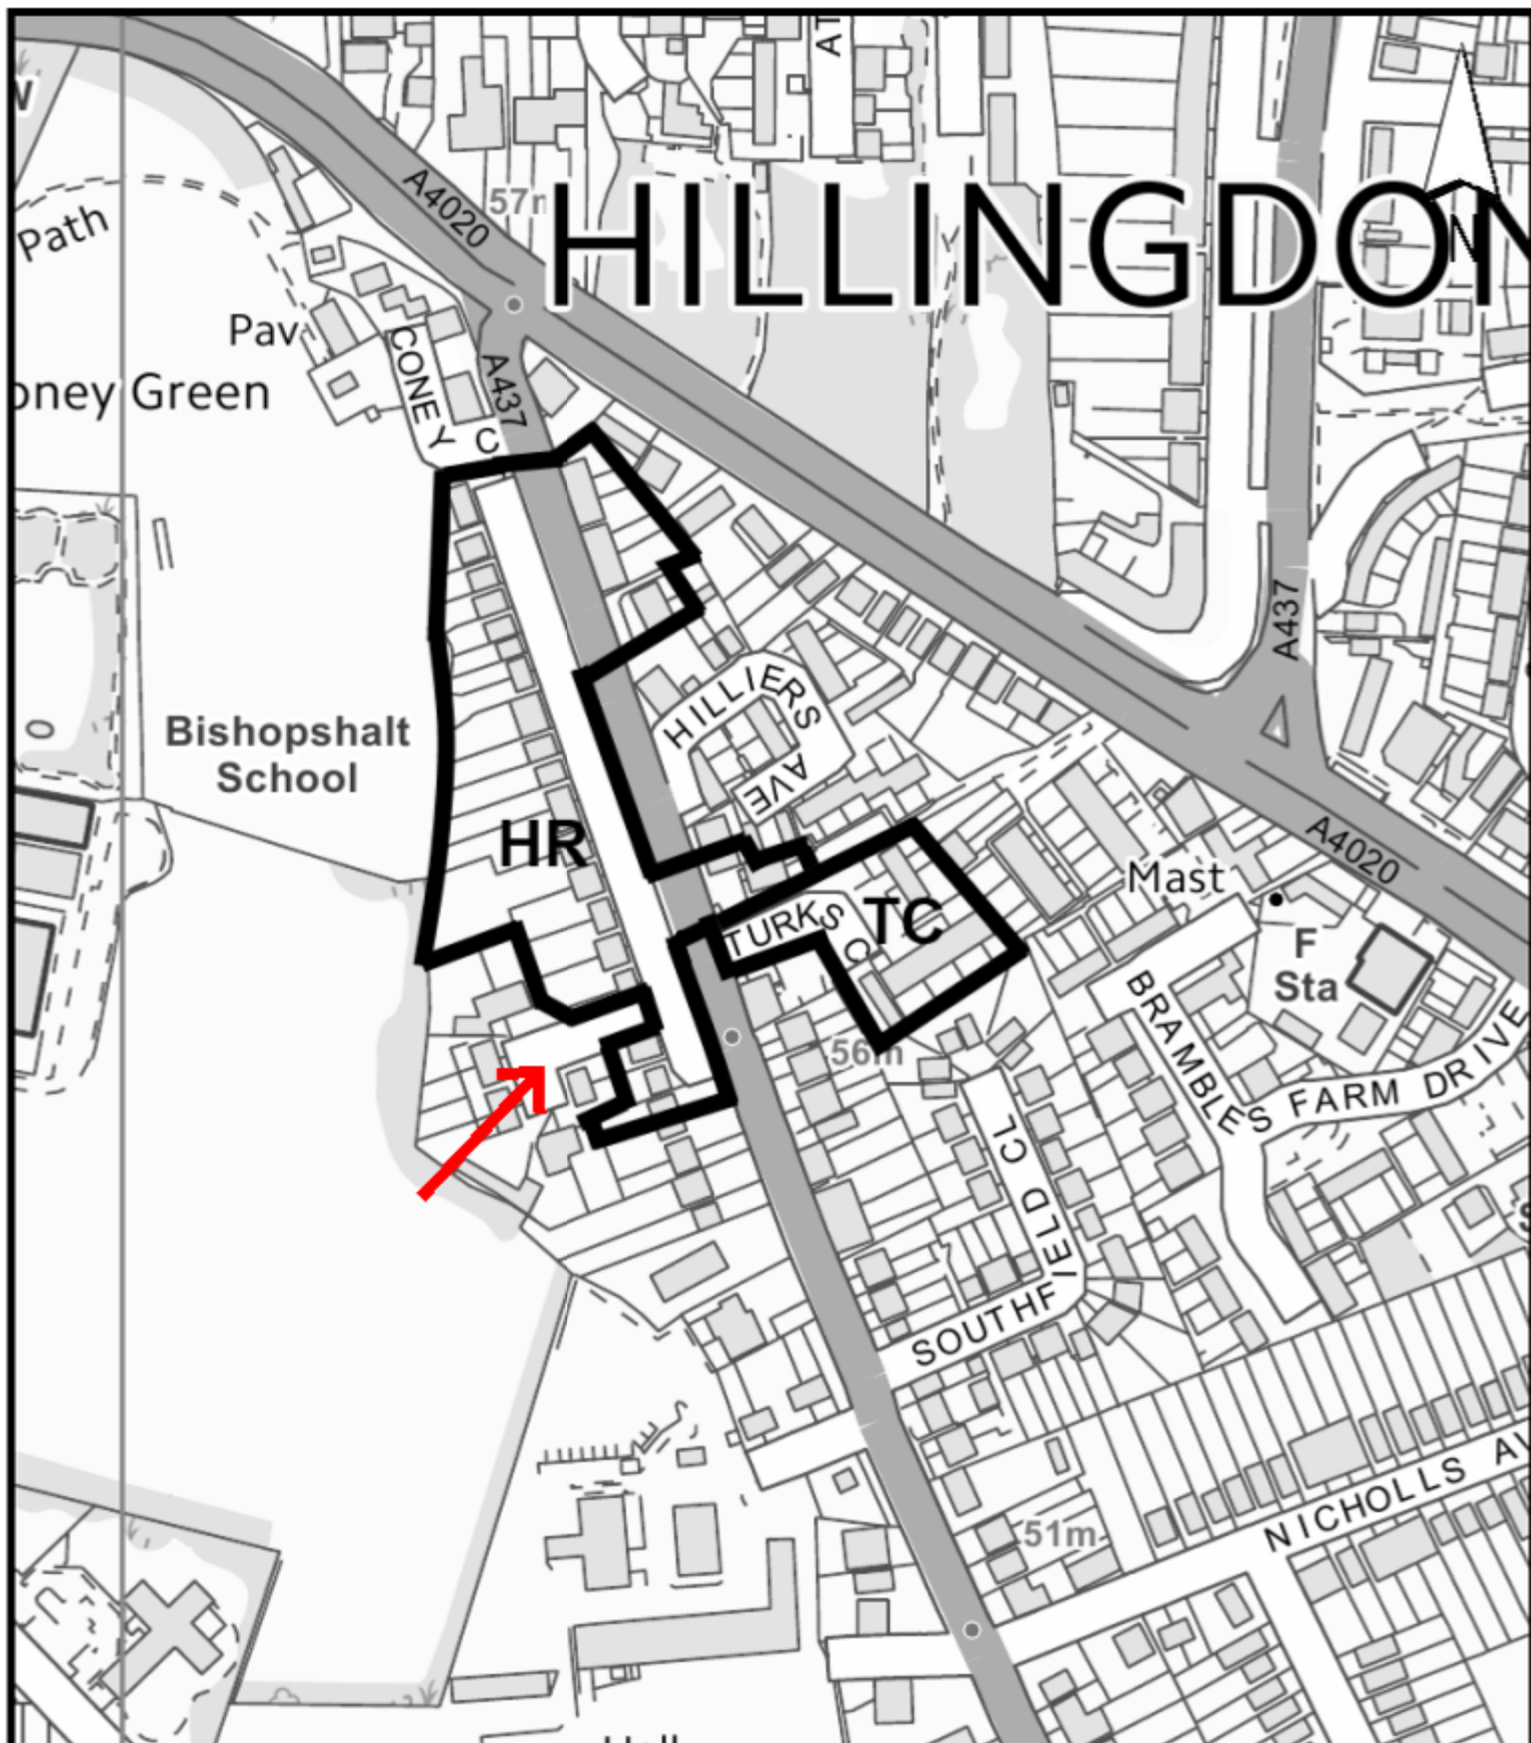 AT
A4020
57m
HILLINGDON
N
Path
Pav
oney Green
CONEY C
A437
A437
Bishopshalt
School
HILLIERS
AVE
HR
TURKS C
TC
A4020
Mast
F
Sta
56m
BRAMBLES FARM DRIVE
SOUTHFIELD CL
51m
NICHOLLS AV